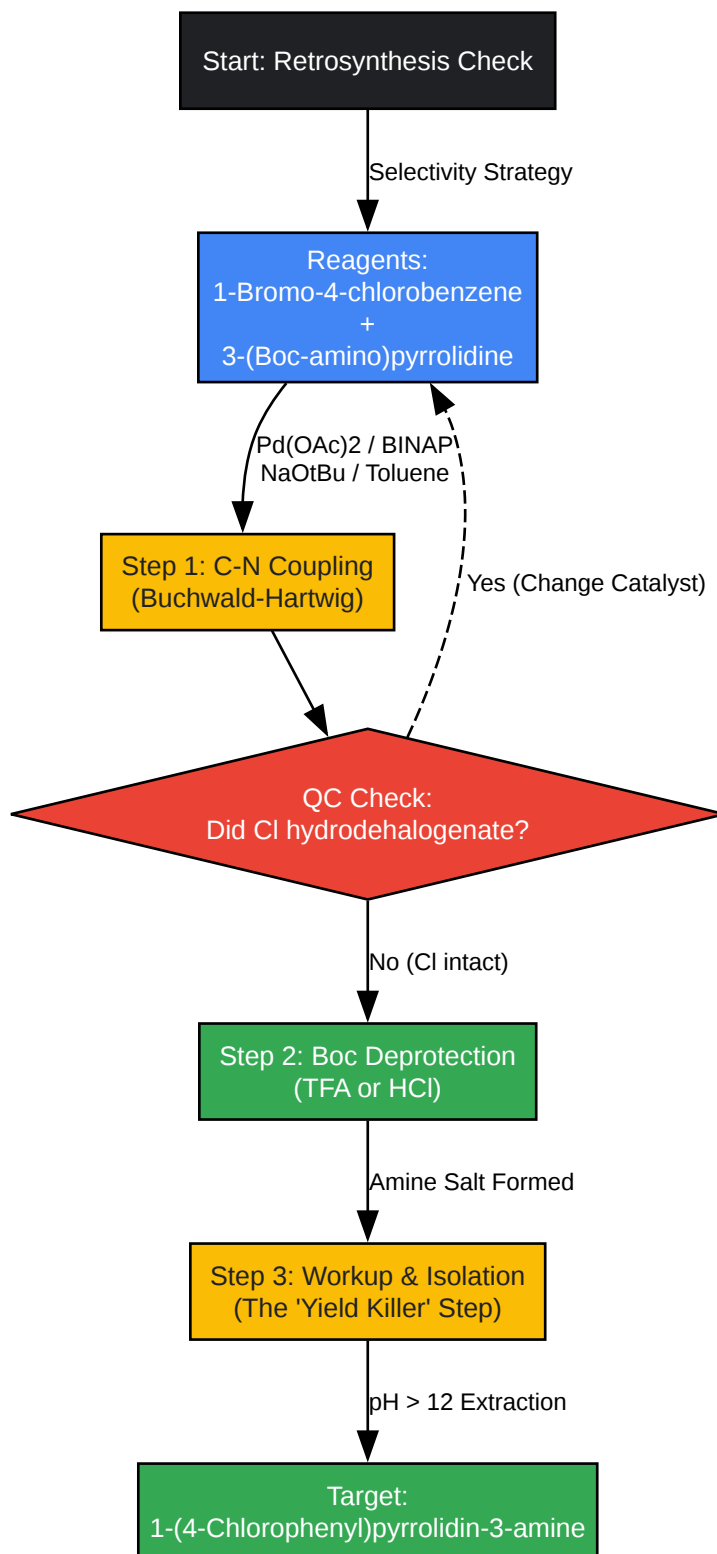 Start: Retrosynthesis Check
Selectivity Strategy
Reagents:
1-Bromo-4-chlorobenzene
+
3-(Boc-amino)pyrrolidine
Pd(OAc)2 / BINAP
NaOtBu / Toluene
Step 1: C-N Coupling
(Buchwald-Hartwig)
Yes (Change Catalyst)
QC Check:
Did Cl hydrodehalogenate?
No (Cl intact)
Step 2: Boc Deprotection
(TFA or HCl)
Amine Salt Formed
Step 3: Workup & Isolation
(The 'Yield Killer' Step)
pH > 12 Extraction
Target:
1-(4-Chlorophenyl)pyrrolidin-3-amine